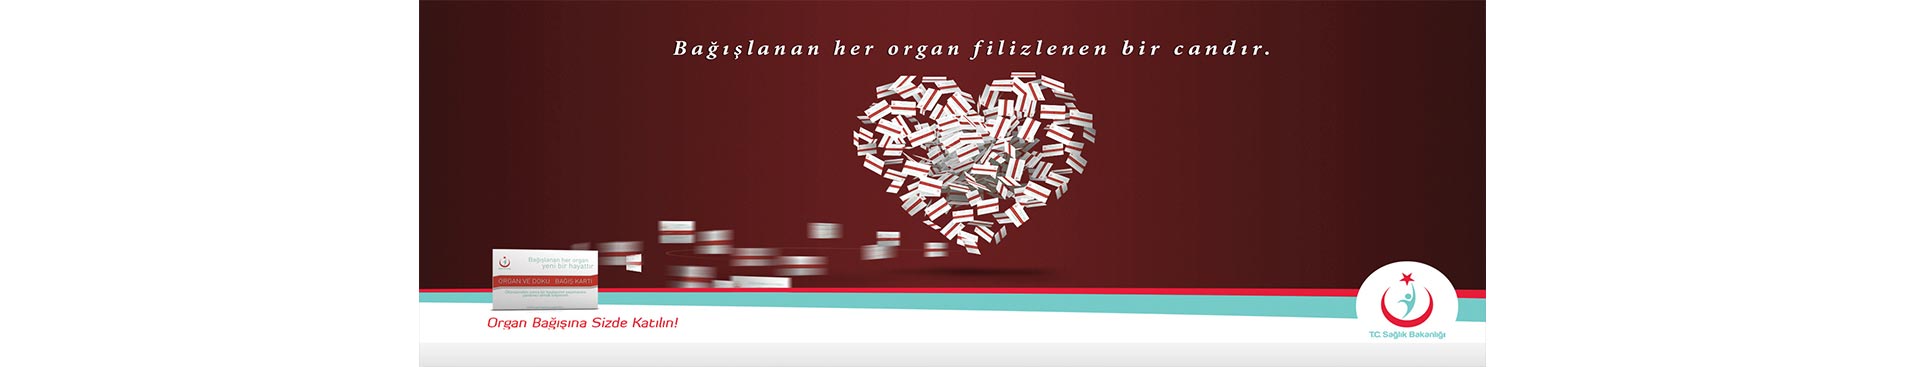 Bağışlanan her organ filizlenen bir candır.
Bağışlanan her organ
yeni bir hayattır
ORGAN VE DOKU BAĞIŞ KARTI
Organ Bağışına Sizde Katılın!
T.C. Sağlık Bakanlığı